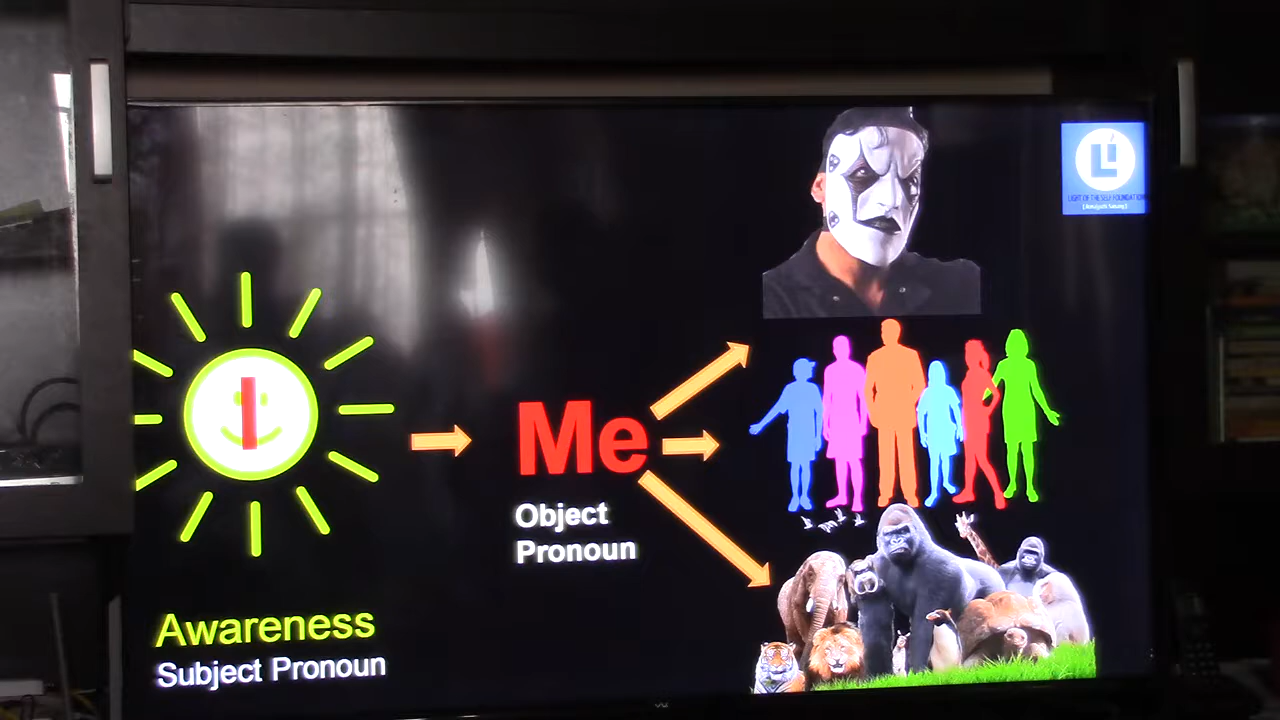 I
Me
Object
Pronoun
Awareness
Subject Pronoun
LIGHT OF THE SELF FOUNDATION